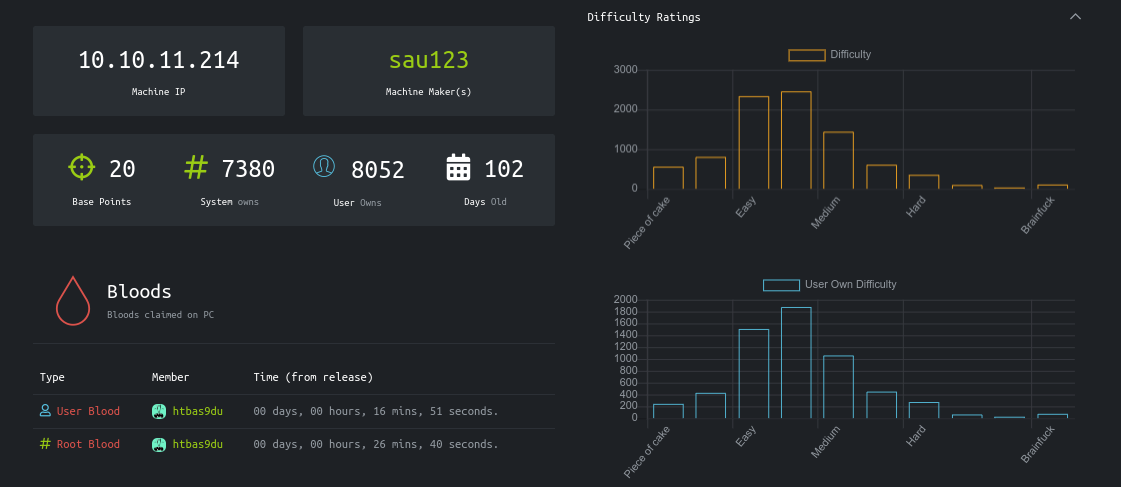 10.10.11.214
Machine IP
sau123
Machine Maker(s)
20
Base Points
7380
System owns
8052
User Owns
102
Days Old
Bloods
Bloods claimed on PC
Type Member Time (from release)
User Blood htbas9du 00 days, 00 hours, 16 mins, 51 seconds.
# Root Blood htbas9du 00 days, 00 hours, 26 mins, 40 seconds.
Difficulty Ratings
Difficulty
3000
2000
1000
0
Piece of cake
Easy
Medium
Hard
Brainfuck
User Own Difficulty
2000
1800
1600
1400
1200
1000
800
600
400
200
0
Piece of cake
Easy
Medium
Hard
Brainfuck